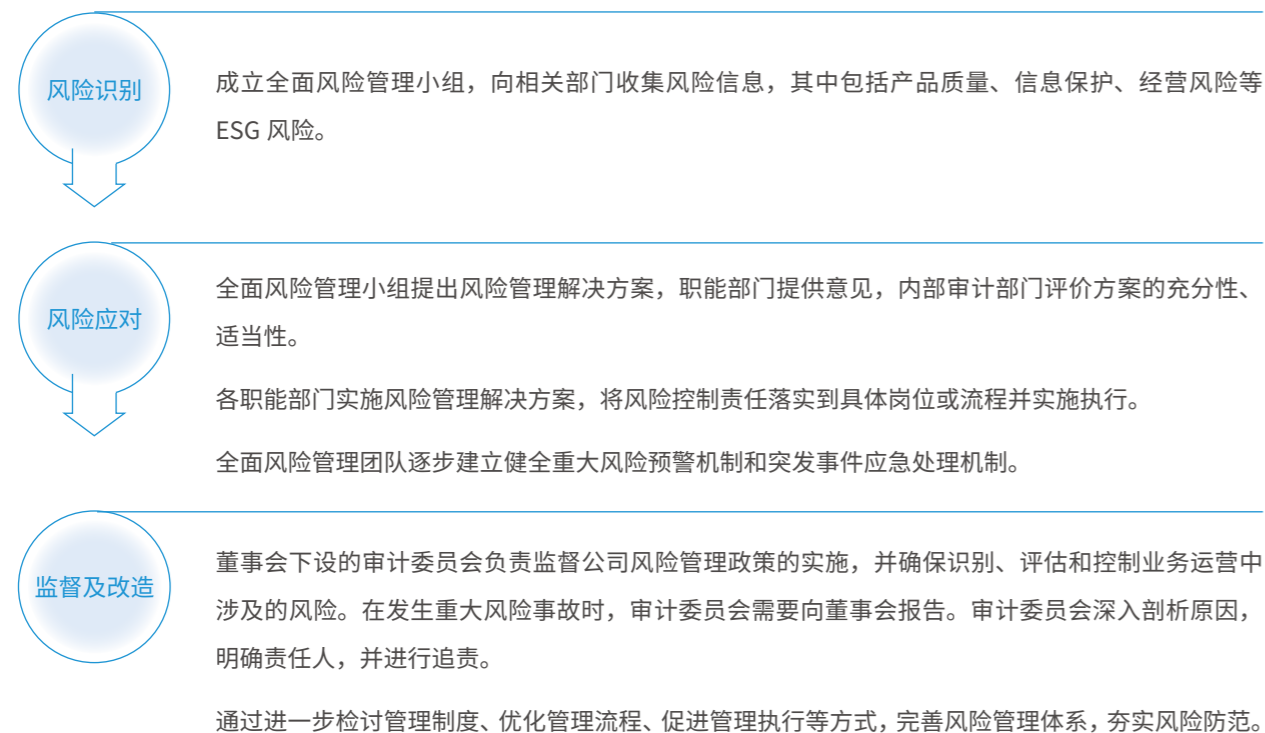 风险识别
成立全面风险管理小组，向相关部门收集风险信息，其中包括产品质量、信息保护、经营风险等
ESG 风险。
风险应对
全面风险管理小组提出风险管理解决方案，职能部门提供意见，内部审计部门评价方案的充分性、
适当性。
各职能部门实施风险管理解决方案，将风险控制责任落实到具体岗位或流程并实施执行。
全面风险管理团队逐步建立健全重大风险预警机制和突发事件应急处理机制。
监督及改造
董事会下设的审计委员会负责监督公司风险管理政策的实施，并确保识别、评估和控制业务运营中
涉及的风险。在发生重大风险事故时，审计委员会需要向董事会报告。审计委员会深入剖析原因，
明确责任人，并进行追责。
通过进一步检讨管理制度、优化管理流程、促进管理执行等方式，完善风险管理体系，夯实风险防范。